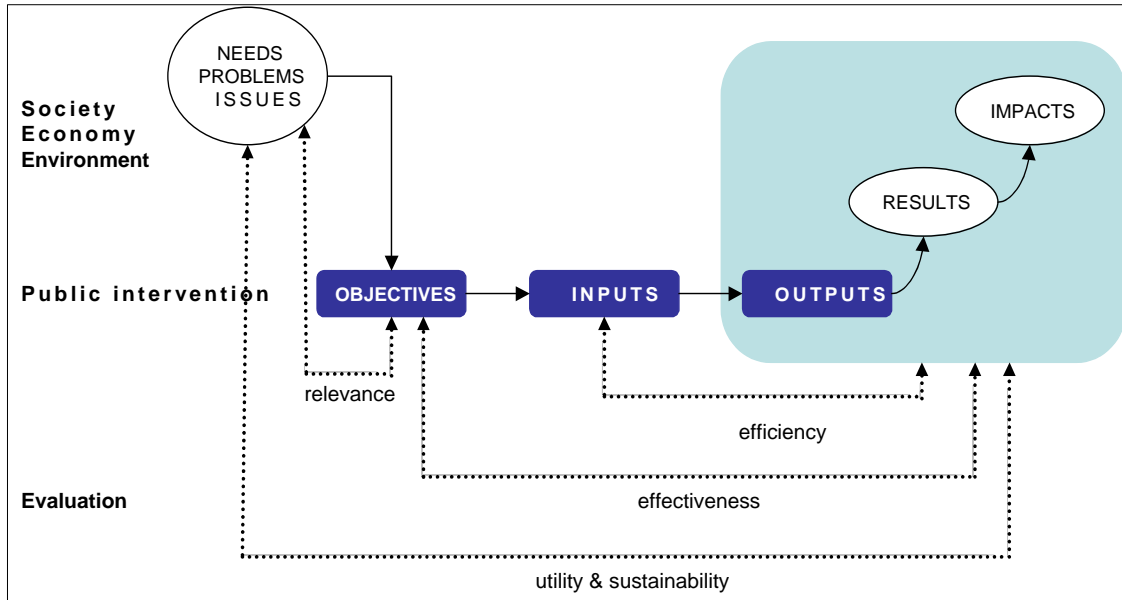 NEEDS
PROBLEMS
ISSUES
Society
Economy
Environment
IMPACTS
RESULTS
Public intervention
OBJECTIVES
INPUTS
OUTPUTS
relevance
efficiency
Evaluation
effectiveness
utility & sustainability